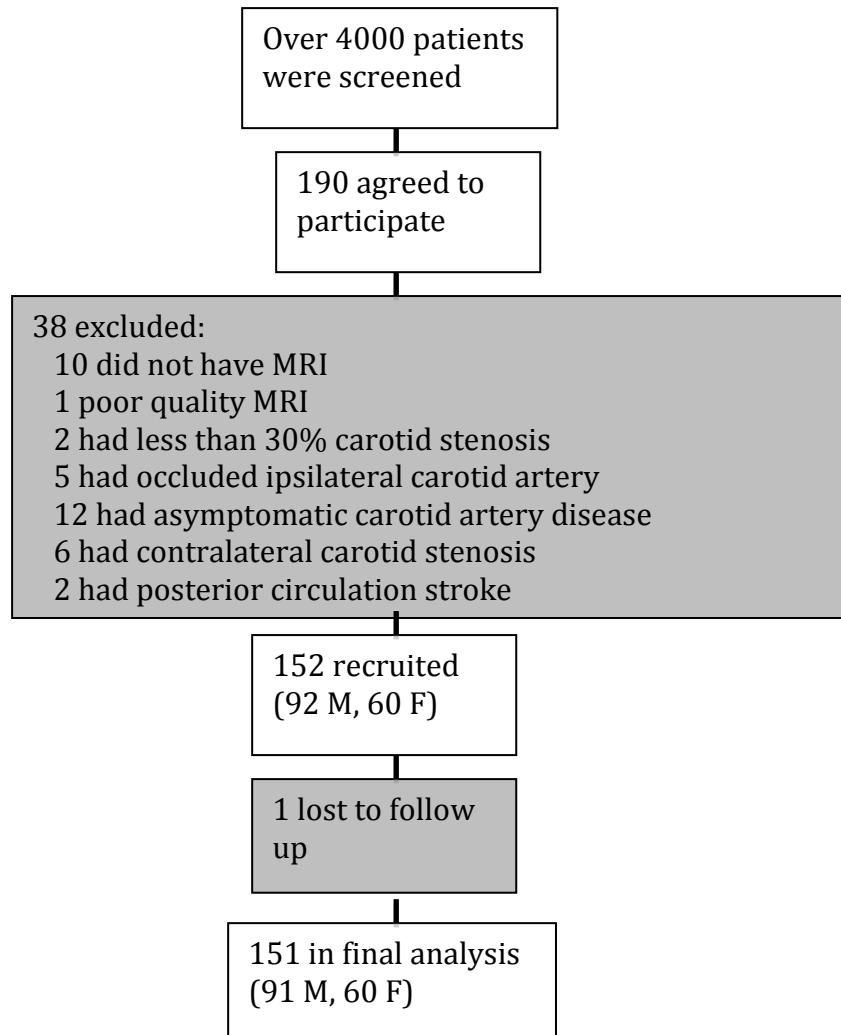 Over 4000 patients
were screened
190 agreed to
participate
38 excluded:
10 did not have MRI
1 poor quality MRI
2 had less than 30% carotid stenosis
5 had occluded ipsilateral carotid artery
12 had asymptomatic carotid artery disease
6 had contralateral carotid stenosis
2 had posterior circulation stroke
152 recruited
(92 M, 60 F)
1 lost to follow
up
151 in final analysis
(91 M, 60 F)